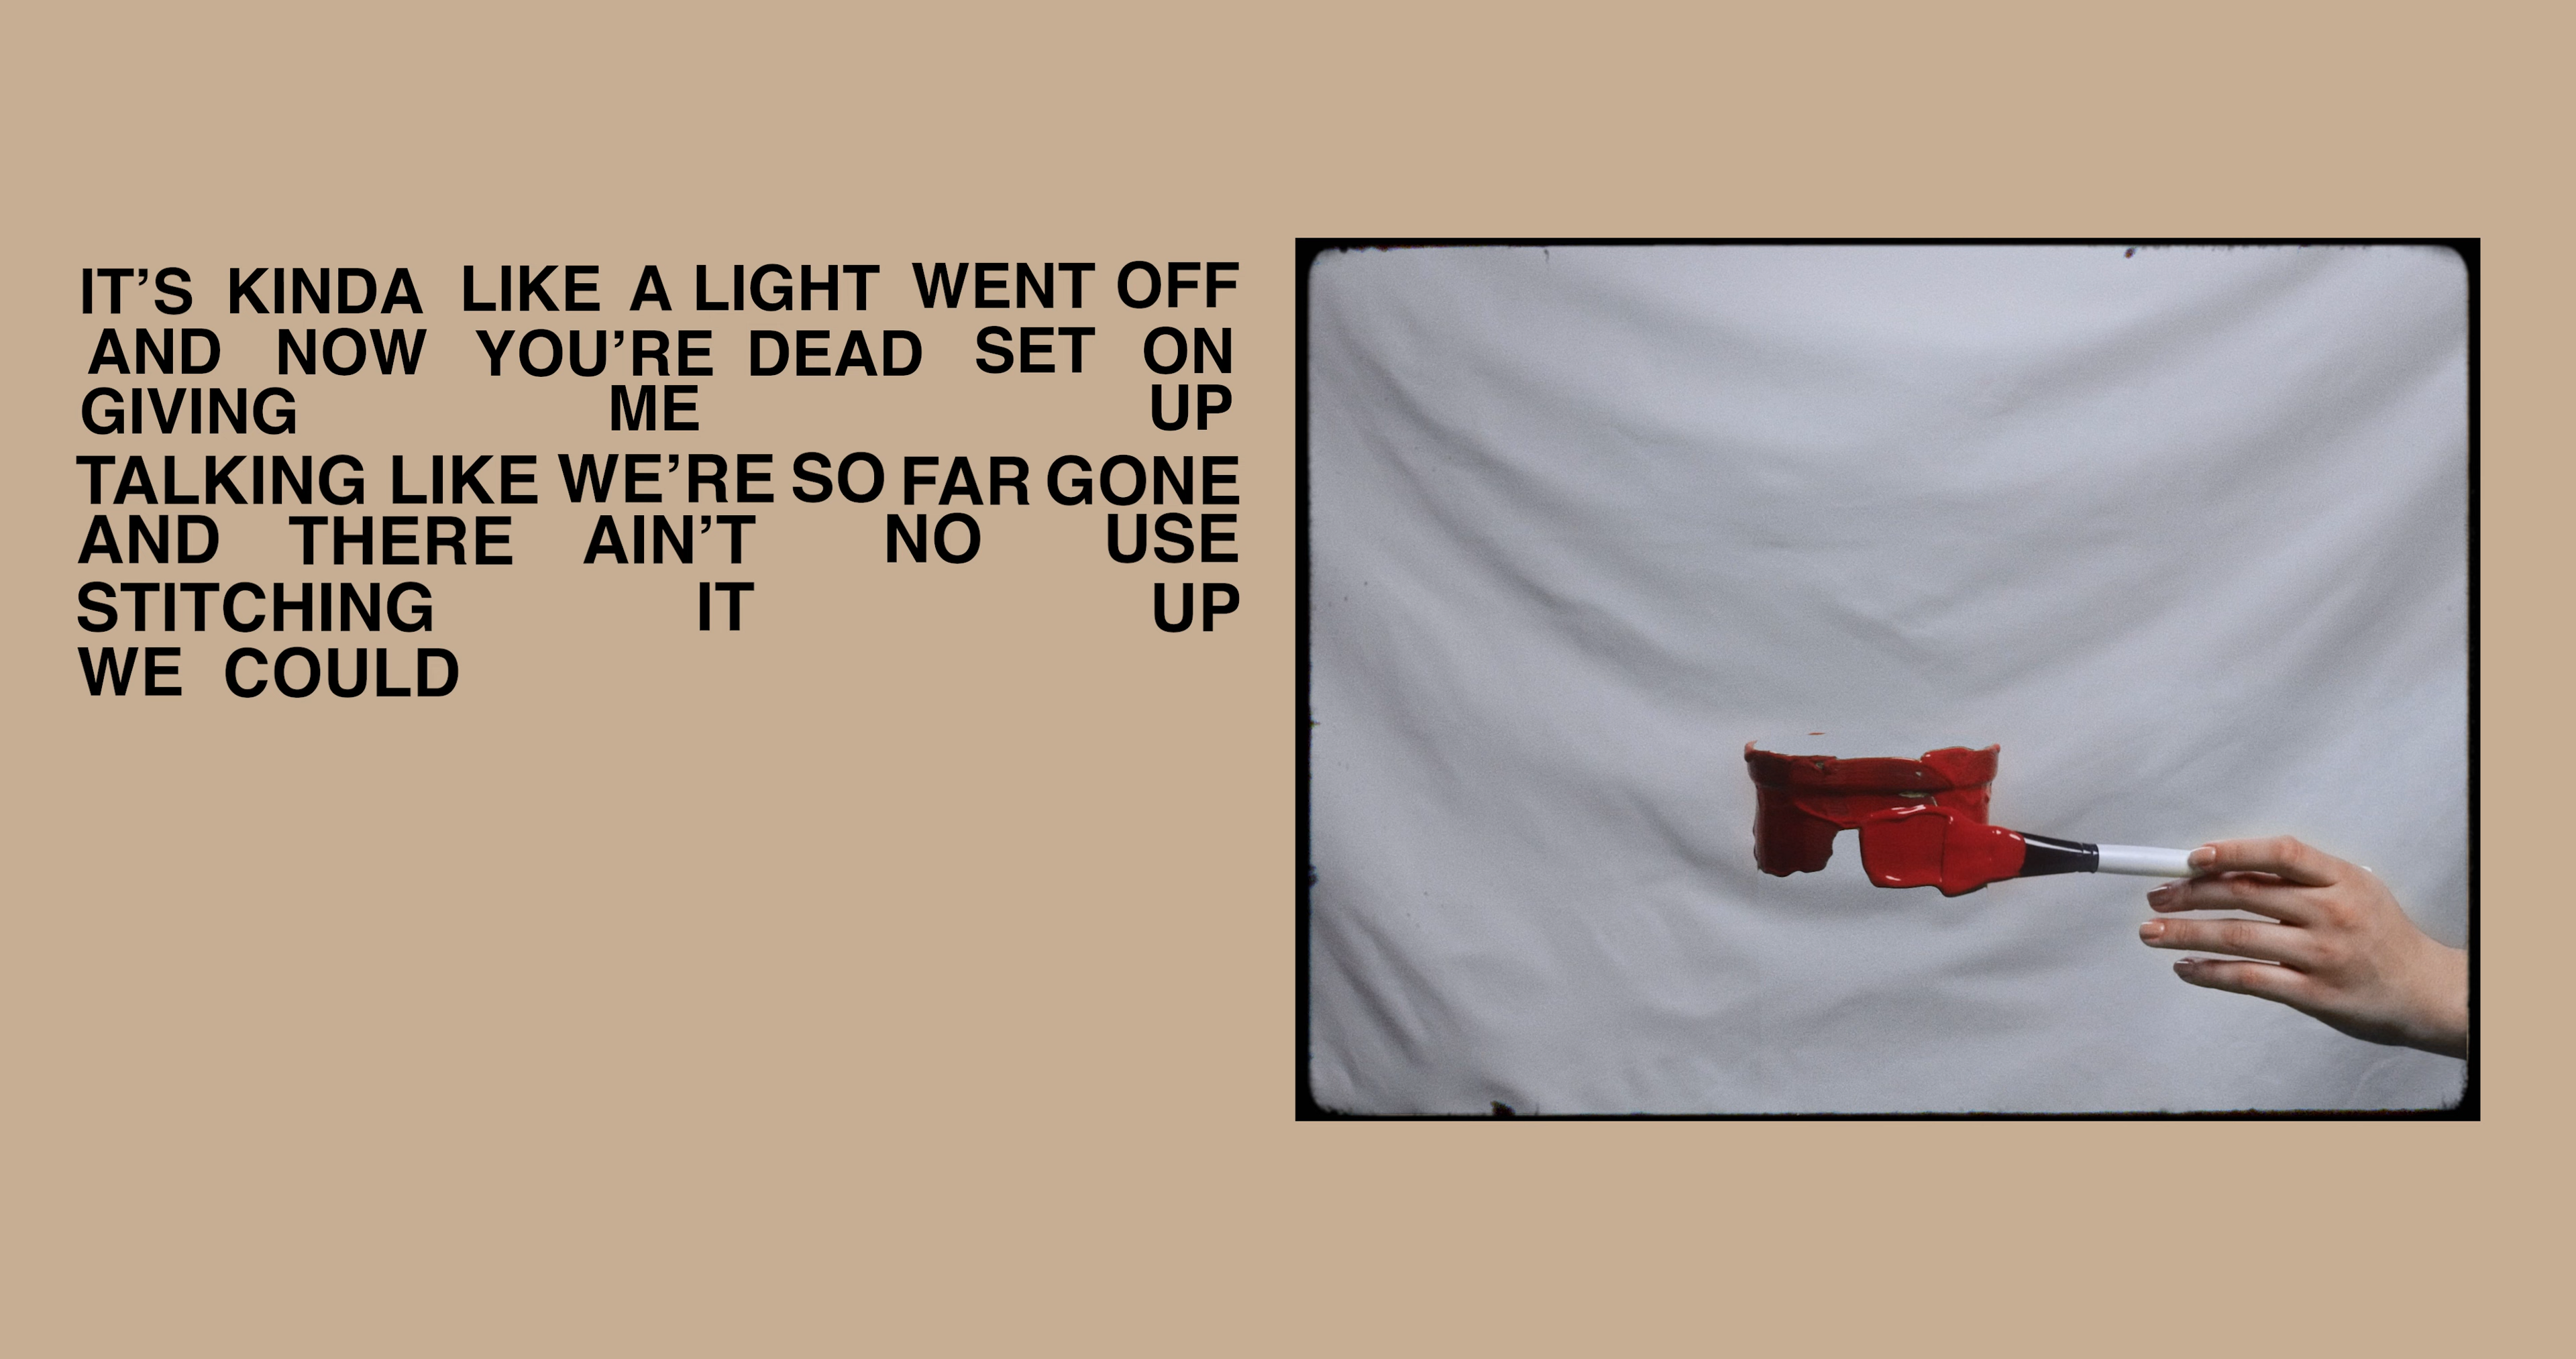 IT’S KINDA LIKE A LIGHT WENT OFF
AND NOW YOU’RE DEAD SET ON
GIVING ME UP
TALKING LIKE WE’RE SO FAR GONE
AND THERE AIN’T NO USE
STITCHING IT UP
WE COULD